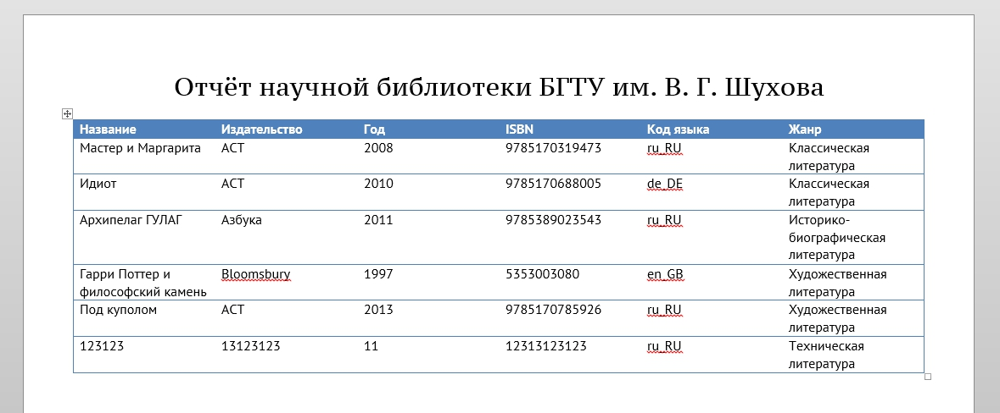 Отчёт научной библиотеки БГТУ им. В. Г. Шухова
Название Издательство Год ISBN Код языка Жанр
Мастер и Маргарита АСТ 2008 9785170319473 ru_RU Классическая
литература
Идиот АСТ 2010 9785170688005 de_DE Классическая
литература
Архипелаг ГУЛАГ Азбука 2011 9785389023543 ru_RU Историко-
биографическая
литература
Гарри Поттер и Bloomsbury 1997 5353003080 en_GB Художественная
философский камень литература
Под куполом АСТ 2013 9785170785926 ru_RU Художественная
литература
123123 13123123 11 12313123123 ru_RU Техническая
литература